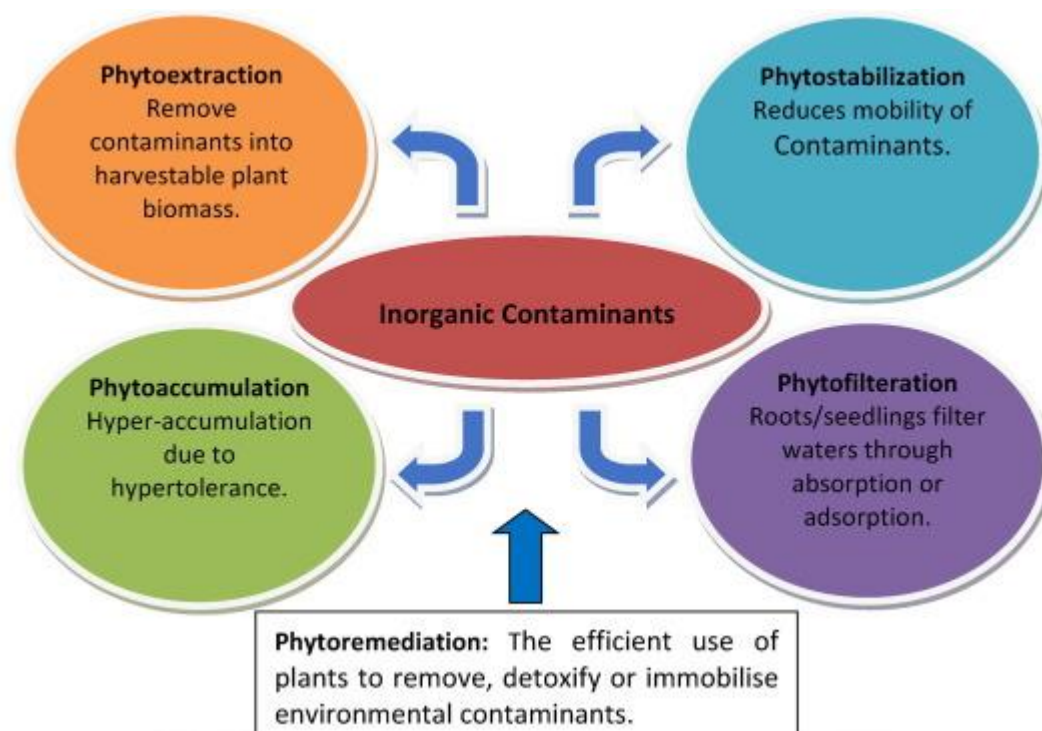 Phytoextraction
Remove
contaminants into
harvestable plant
biomass.
Phytostabilization
Reduces mobility of
Contaminants.
Inorganic Contaminants
Phytoaccumulation
Hyper-accumulation
due to
hypertolerance.
Phytofilteration
Roots/seedlings filter
waters through
absorption or
adsorption.
Phytoremediation: The efficient use of
plants to remove, detoxify or immobilise
environmental contaminants.